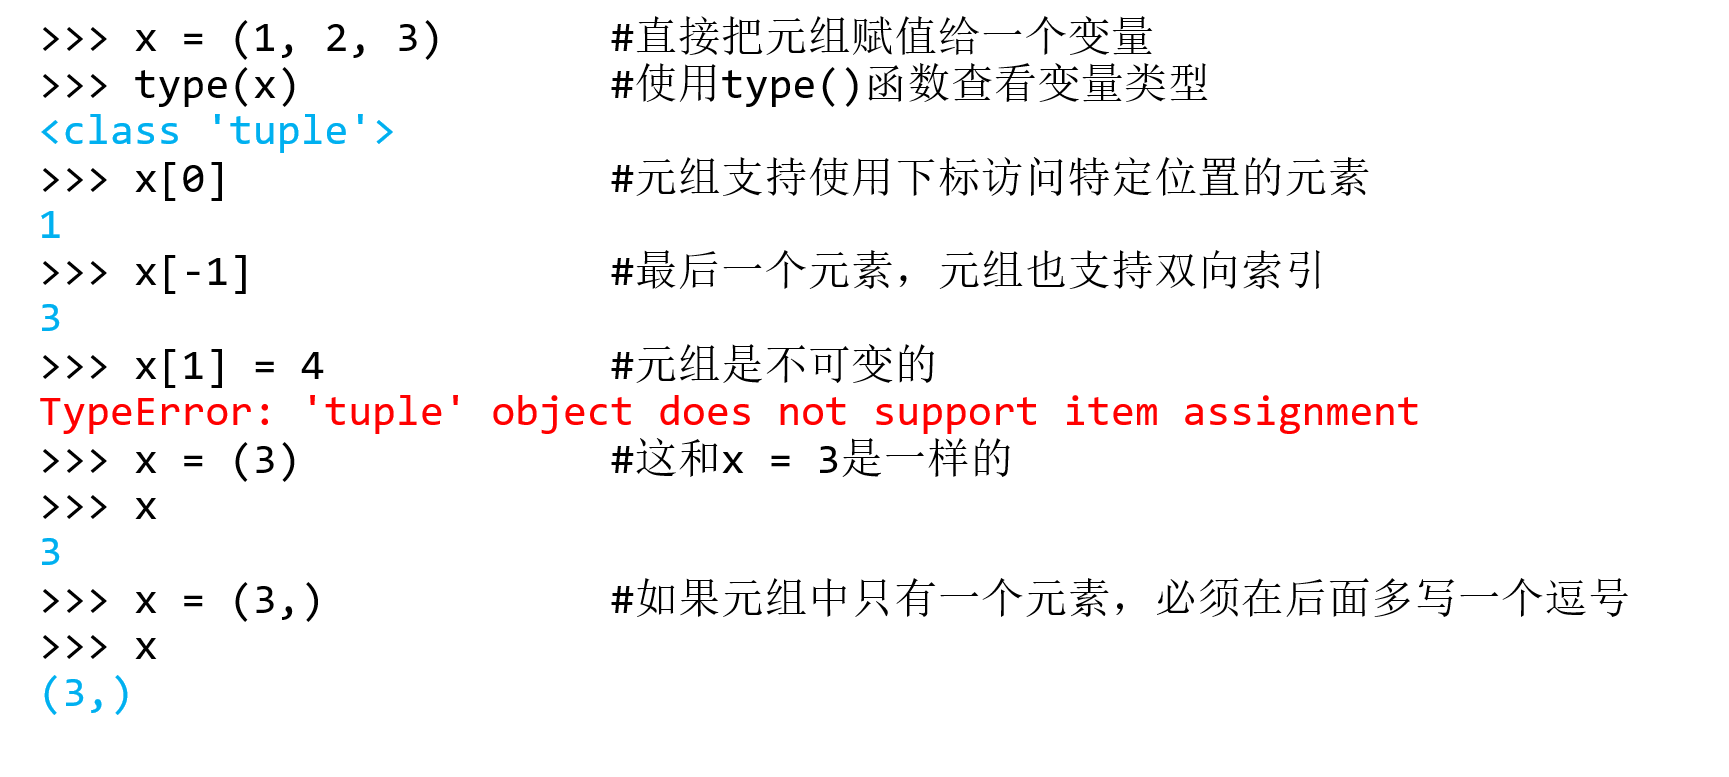 >>> x = (1, 2, 3)       #直接把元组赋值给一个变量
>>> type(x)             #使用type()函数查看变量类型
<class 'tuple'>
>>> x[0]                #元组支持使用下标访问特定位置的元素
1
>>> x[-1]               #最后一个元素，元组也支持双向索引
3
>>> x[1] = 4            #元组是不可变的
TypeError: 'tuple' object does not support item assignment
>>> x = (3)             #这和x = 3是一样的
>>> x
3
>>> x = (3,)            #如果元组中只有一个元素，必须在后面多写一个逗号
>>> x
(3,)